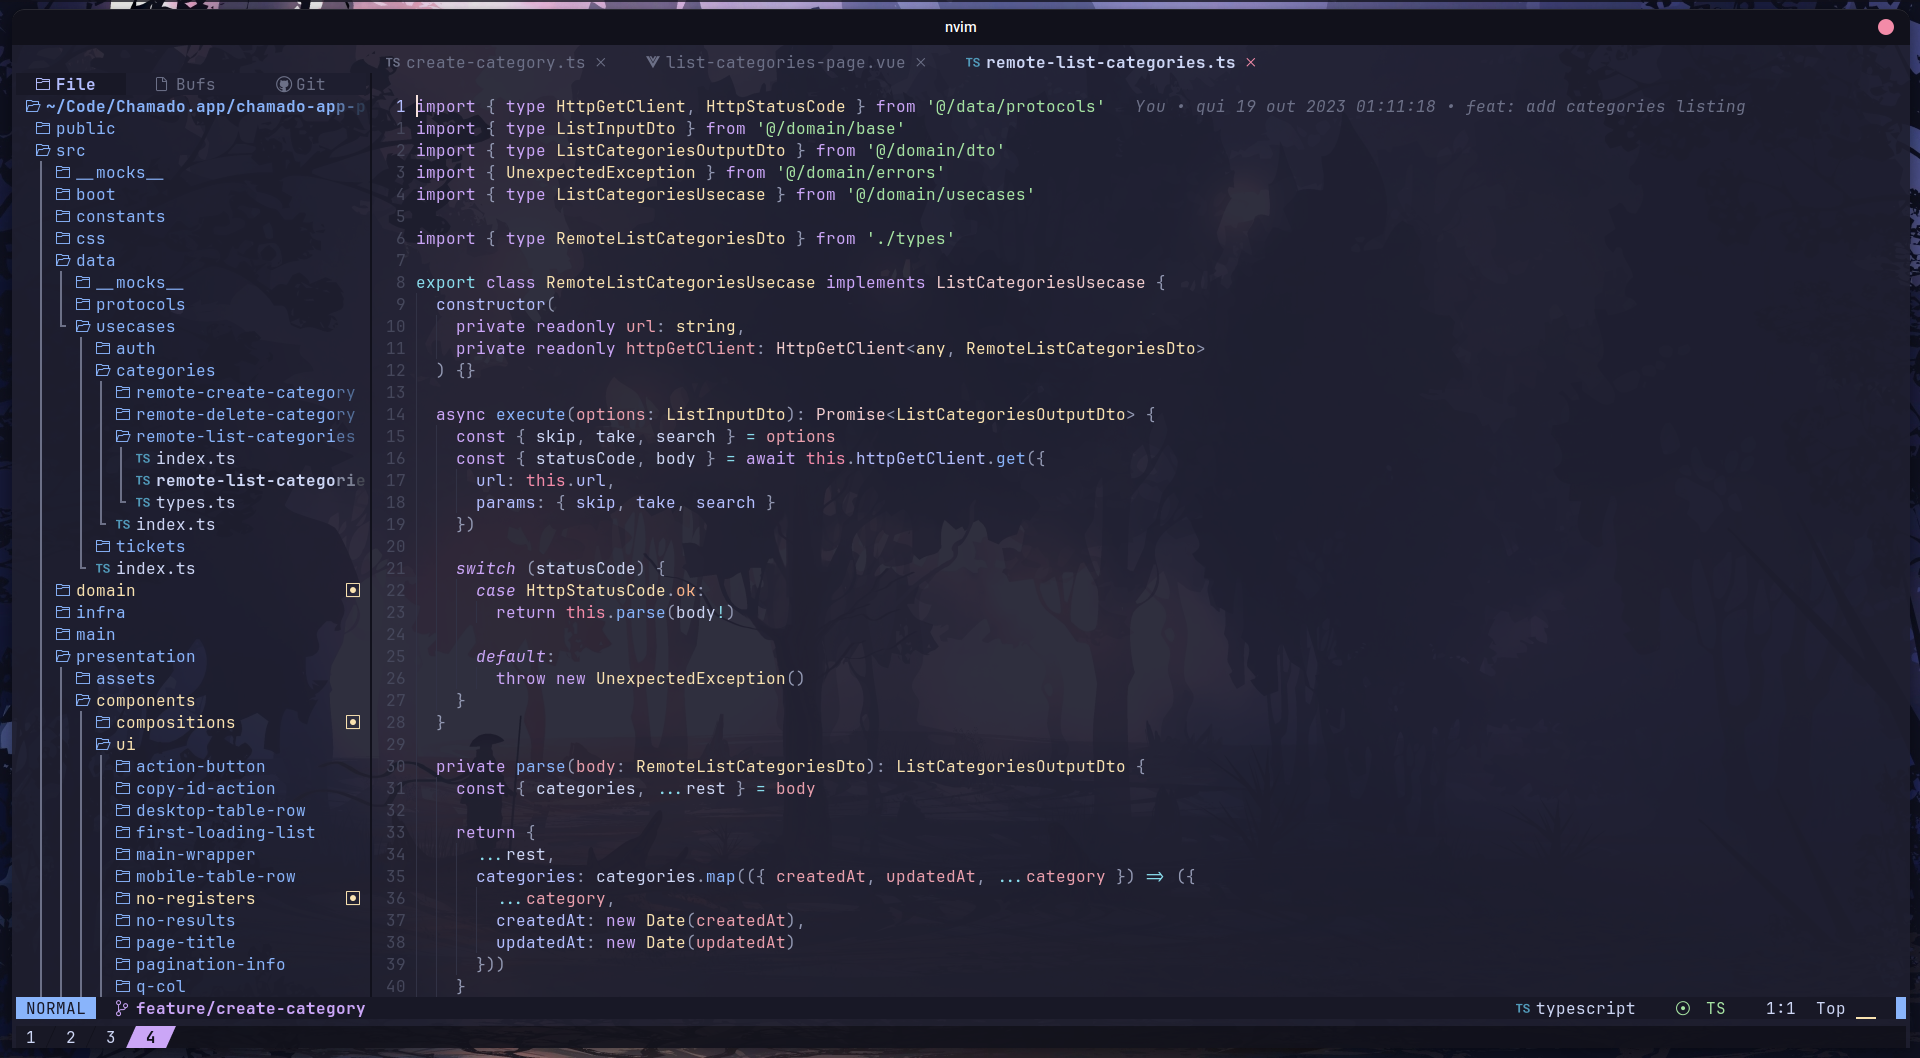 nvim
TS create-category.ts × list-categories-page.vue × TS remote-list-categories.ts ×
File Bufs Git
~/Code/Chamado.app/chamado-app-p
public
src
__mocks__
boot
constants
css
data
__mocks__
protocols
usecases
auth
categories
remote-create-category
remote-delete-category
remote-list-categories
TS index.ts
TS remote-list-categorie
TS types.ts
TS index.ts
tickets
TS index.ts
domain
infra
main
presentation
assets
components
compositions
ui
action-button
copy-id-action
desktop-table-row
first-loading-list
main-wrapper
mobile-table-row
no-registers
no-results
page-title
pagination-info
q-col
1 import { type HttpGetClient, HttpStatusCode } from '@/data/protocols' You • qui 19 out 2023 01:11:18 • feat: add categories listing
1 import { type ListInputDto } from '@/domain/base'
2 import { type ListCategoriesOutputDto } from '@/domain/dto'
3 import { UnexpectedException } from '@/domain/errors'
4 import { type ListCategoriesUsecase } from '@/domain/usecases'
5
6 import { type RemoteListCategoriesDto } from './types'
7
8 export class RemoteListCategoriesUsecase implements ListCategoriesUsecase {
9 constructor(
10 private readonly url: string,
11 private readonly httpGetClient: HttpGetClient<any, RemoteListCategoriesDto>
12 ) {}
13
14 async execute(options: ListInputDto): Promise<ListCategoriesOutputDto> {
15 const { skip, take, search } = options
16 const { statusCode, body } = await this.httpGetClient.get({
17 url: this.url,
18 params: { skip, take, search }
19 })
20
21 switch (statusCode) {
22 case HttpStatusCode.ok:
23 return this.parse(body!)
24
25 default:
26 throw new UnexpectedException()
27 }
28 }
29
30 private parse(body: RemoteListCategoriesDto): ListCategoriesOutputDto {
31 const { categories, ...rest } = body
32
33 return {
34 ...rest,
35 categories: categories.map(({ createdAt, updatedAt, ...category }) => ({
36 ...category,
37 createdAt: new Date(createdAt),
38 updatedAt: new Date(updatedAt)
39 }))
40 }
NORMAL feature/create-category TS typescript TS 1:1 Top __
1 2 3 4